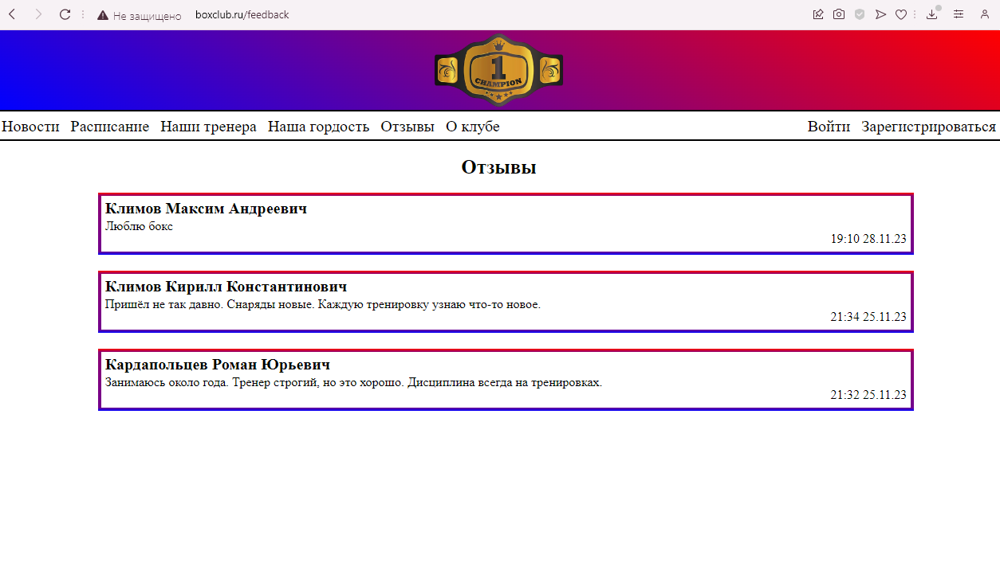 Не защищено boxclub.ru/feedback
1
CHAMPION
Новости Расписание Наши тренера Наша гордость Отзывы О клубе Войти Зарегистрироваться
Отзывы
Климов Максим Андреевич
Люблю бокс
19:10 28.11.23
Климов Кирилл Константинович
Пришёл не так давно. Снаряды новые. Каждую тренировку узнаю что-то новое.
21:34 25.11.23
Кардапольцев Роман Юрьевич
Занимаюсь около года. Тренер строгий, но это хорошо. Дисциплина всегда на тренировках.
21:32 25.11.23